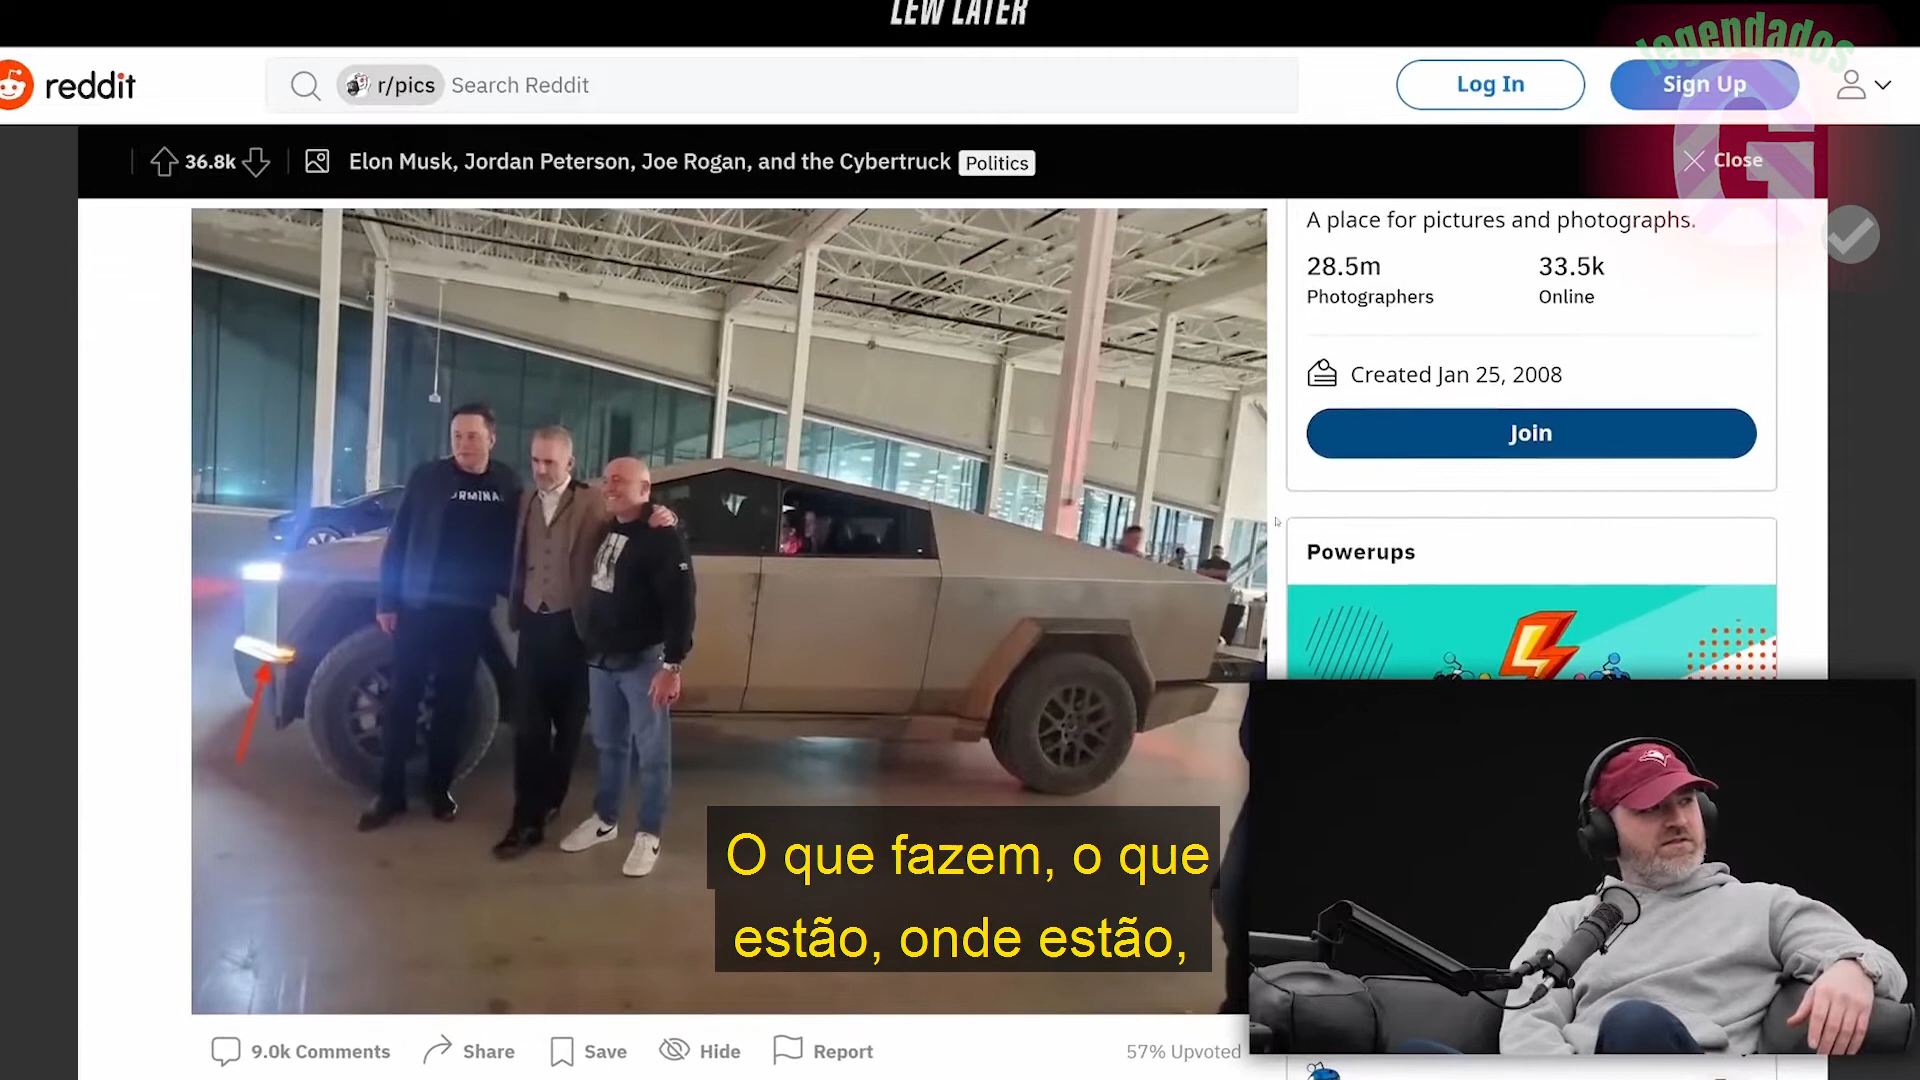 LEW LATER
legendados
reddit
r/pics Search Reddit
Log In
Sign Up
G
36.8k
Elon Musk, Jordan Peterson, Joe Rogan, and the Cybertruck Politics
Close
A place for pictures and photographs.
28.5m
33.5k
Photographers
Online
Created Jan 25, 2008
Join
Powerups
O que fazem, o que
estão, onde estão,
9.0k Comments
Share
Save
Hide
Report
57% Upvoted